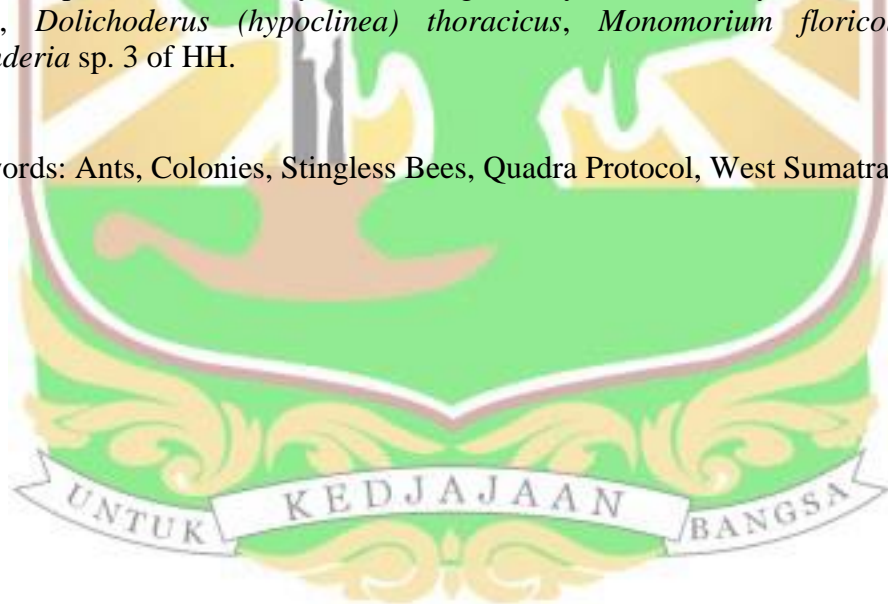 , Dolichoderus (hypoclinea) thoracicus, Monomorium florico
nderia sp. 3 of HH.
ords: Ants, Colonies, Stingless Bees, Quadra Protocol, West Sumatra
UNTUK KEDJAJAAN BANGSA